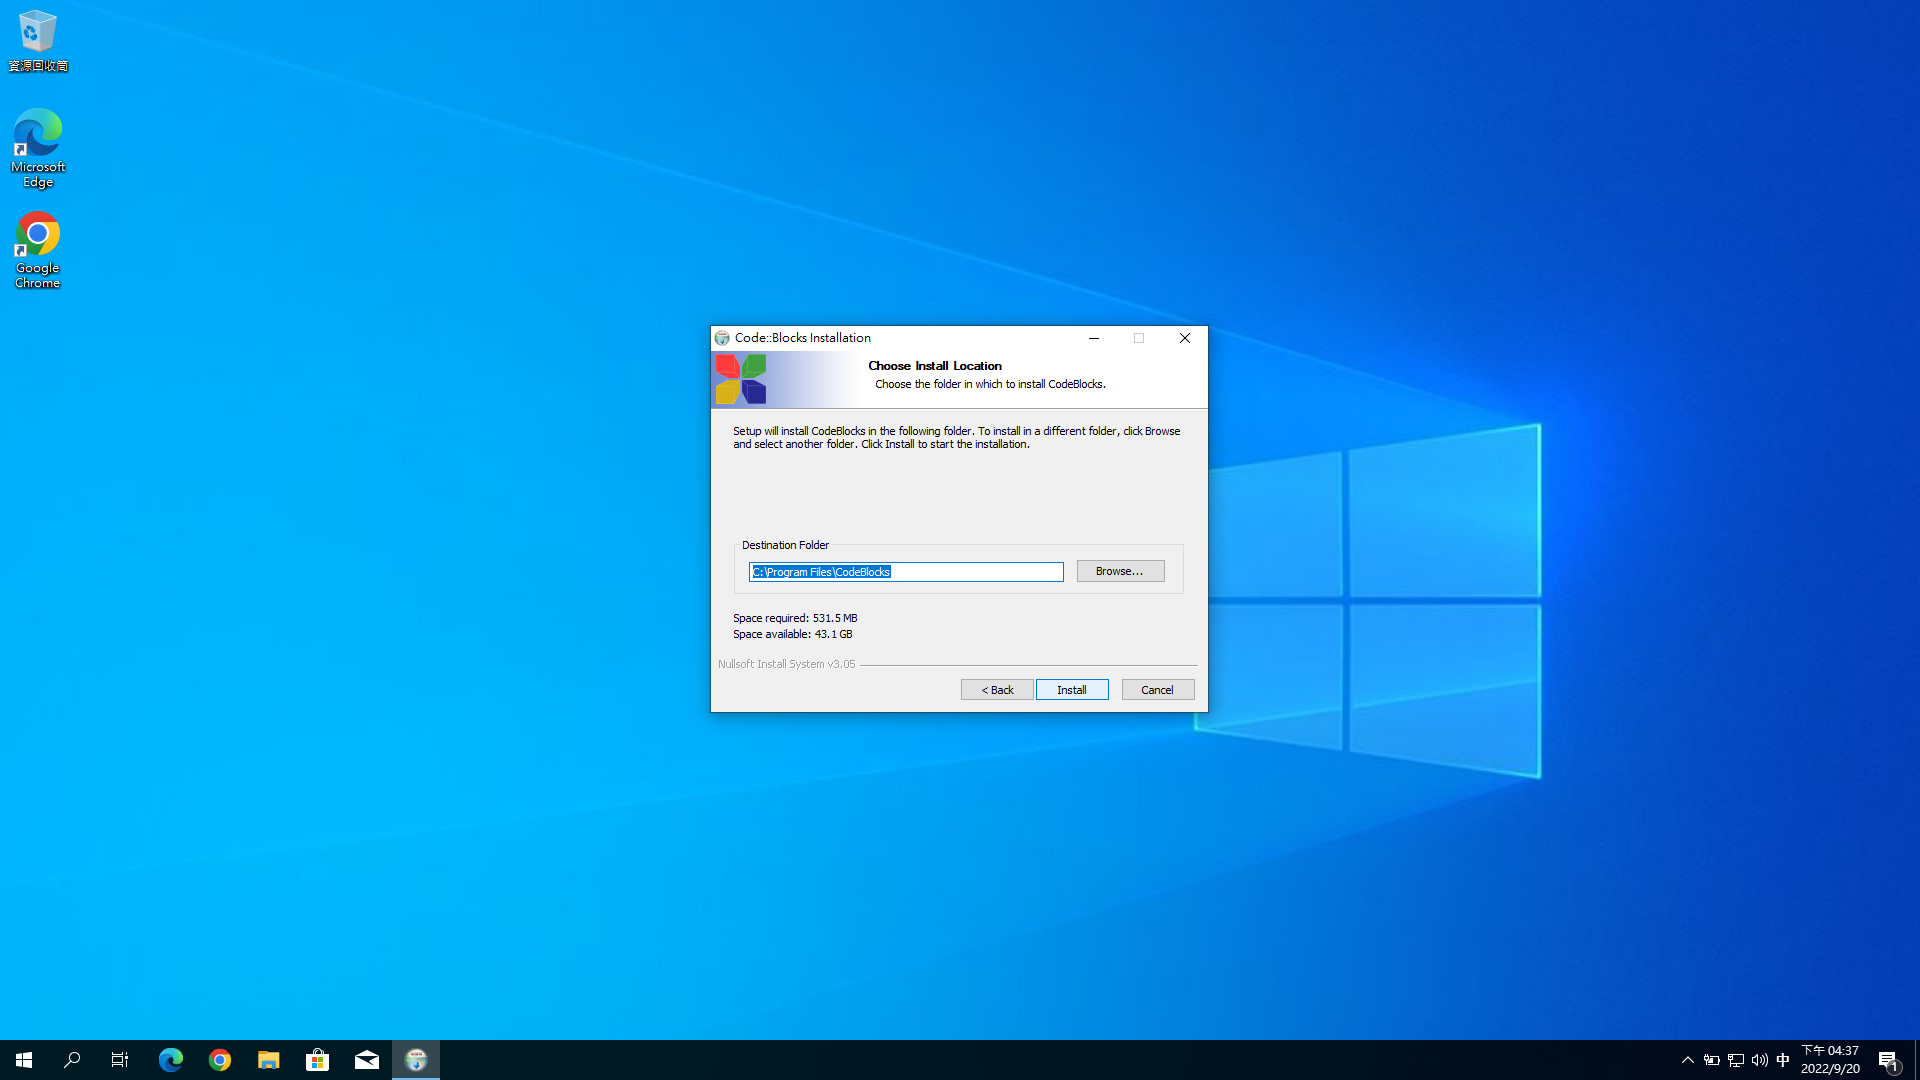 資源回收筒
Microsoft
Edge
Google
Chrome
Code::Blocks Installation
Choose Install Location
Choose the folder in which to install CodeBlocks.
Setup will install CodeBlocks in the following folder. To install in a different folder, click Browse
and select another folder. Click Install to start the installation.
Destination Folder
C:\Program Files\CodeBlocks
Browse...
Space required: 531.5 MB
Space available: 43.1 GB
Nullsoft Install System v3.05
< Back
Install
Cancel
中
下午 04:37
2022/9/20
1